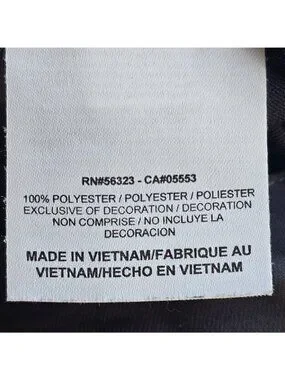 RN#56323 - CA#05553
100% POLYESTER / POLYESTER / POLIESTER
EXCLUSIVE OF DECORATION / DECORATION
NON COMPRISE / NO INCLUYE LA
DECORACION
MADE IN VIETNAM/FABRIQUE AU
VIETNAM/HECHO EN VIETNAM